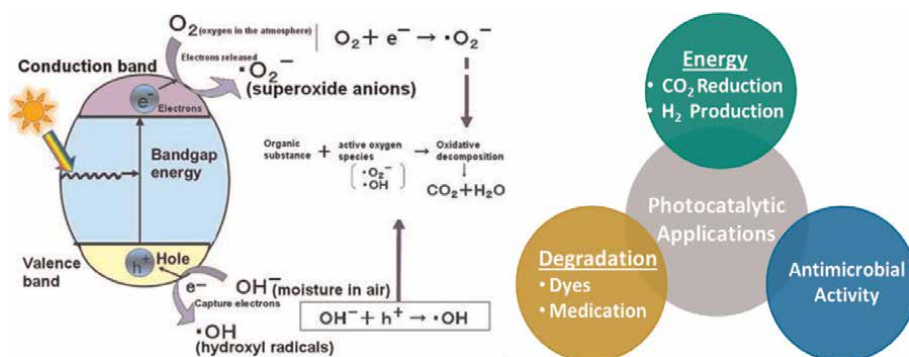 O₂ (oxygen in the atmosphere)
O₂ + e⁻ → ·O₂⁻
Electrons released
·O₂⁻
(superoxide anions)
Conduction band
e⁻
Electrons
Bandgap
energy
Organic
substance
+
active oxygen
species
·O₂⁻
·OH
→
Oxidative
decomposition
↓
CO₂+H₂O
Valence
band
h⁺
Hole
e⁻
Capture electrons
OH⁻ (moisture in air)
·OH
(hydroxyl radicals)
OH⁻ + h⁺ → ·OH
Energy
• CO₂ Reduction
• H₂ Production
Photocatalytic
Applications
Degradation
• Dyes
• Medication
Antimicrobial
Activity